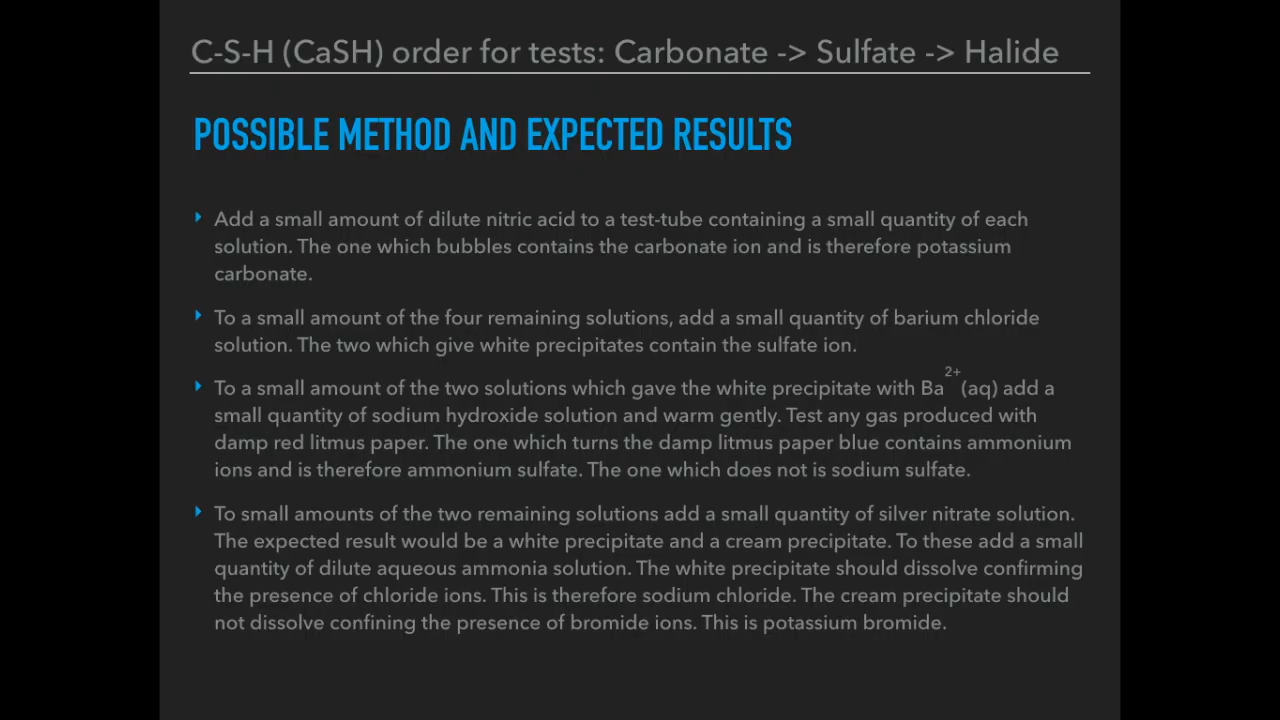 C-S-H (CaSH) order for tests: Carbonate -> Sulfate -> Halide
POSSIBLE METHOD AND EXPECTED RESULTS
Add a small amount of dilute nitric acid to a test-tube containing a small quantity of each
solution. The one which bubbles contains the carbonate ion and is therefore potassium
carbonate.
To a small amount of the four remaining solutions, add a small quantity of barium chloride
solution. The two which give white precipitates contain the sulfate ion.
To a small amount of the two solutions which gave the white precipitate with Ba2+(aq) add a
small quantity of sodium hydroxide solution and warm gently. Test any gas produced with
damp red litmus paper. The one which turns the damp litmus paper blue contains ammonium
ions and is therefore ammonium sulfate. The one which does not is sodium sulfate.
To small amounts of the two remaining solutions add a small quantity of silver nitrate solution.
The expected result would be a white precipitate and a cream precipitate. To these add a small
quantity of dilute aqueous ammonia solution. The white precipitate should dissolve confirming
the presence of chloride ions. This is therefore sodium chloride. The cream precipitate should
not dissolve confining the presence of bromide ions. This is potassium bromide.